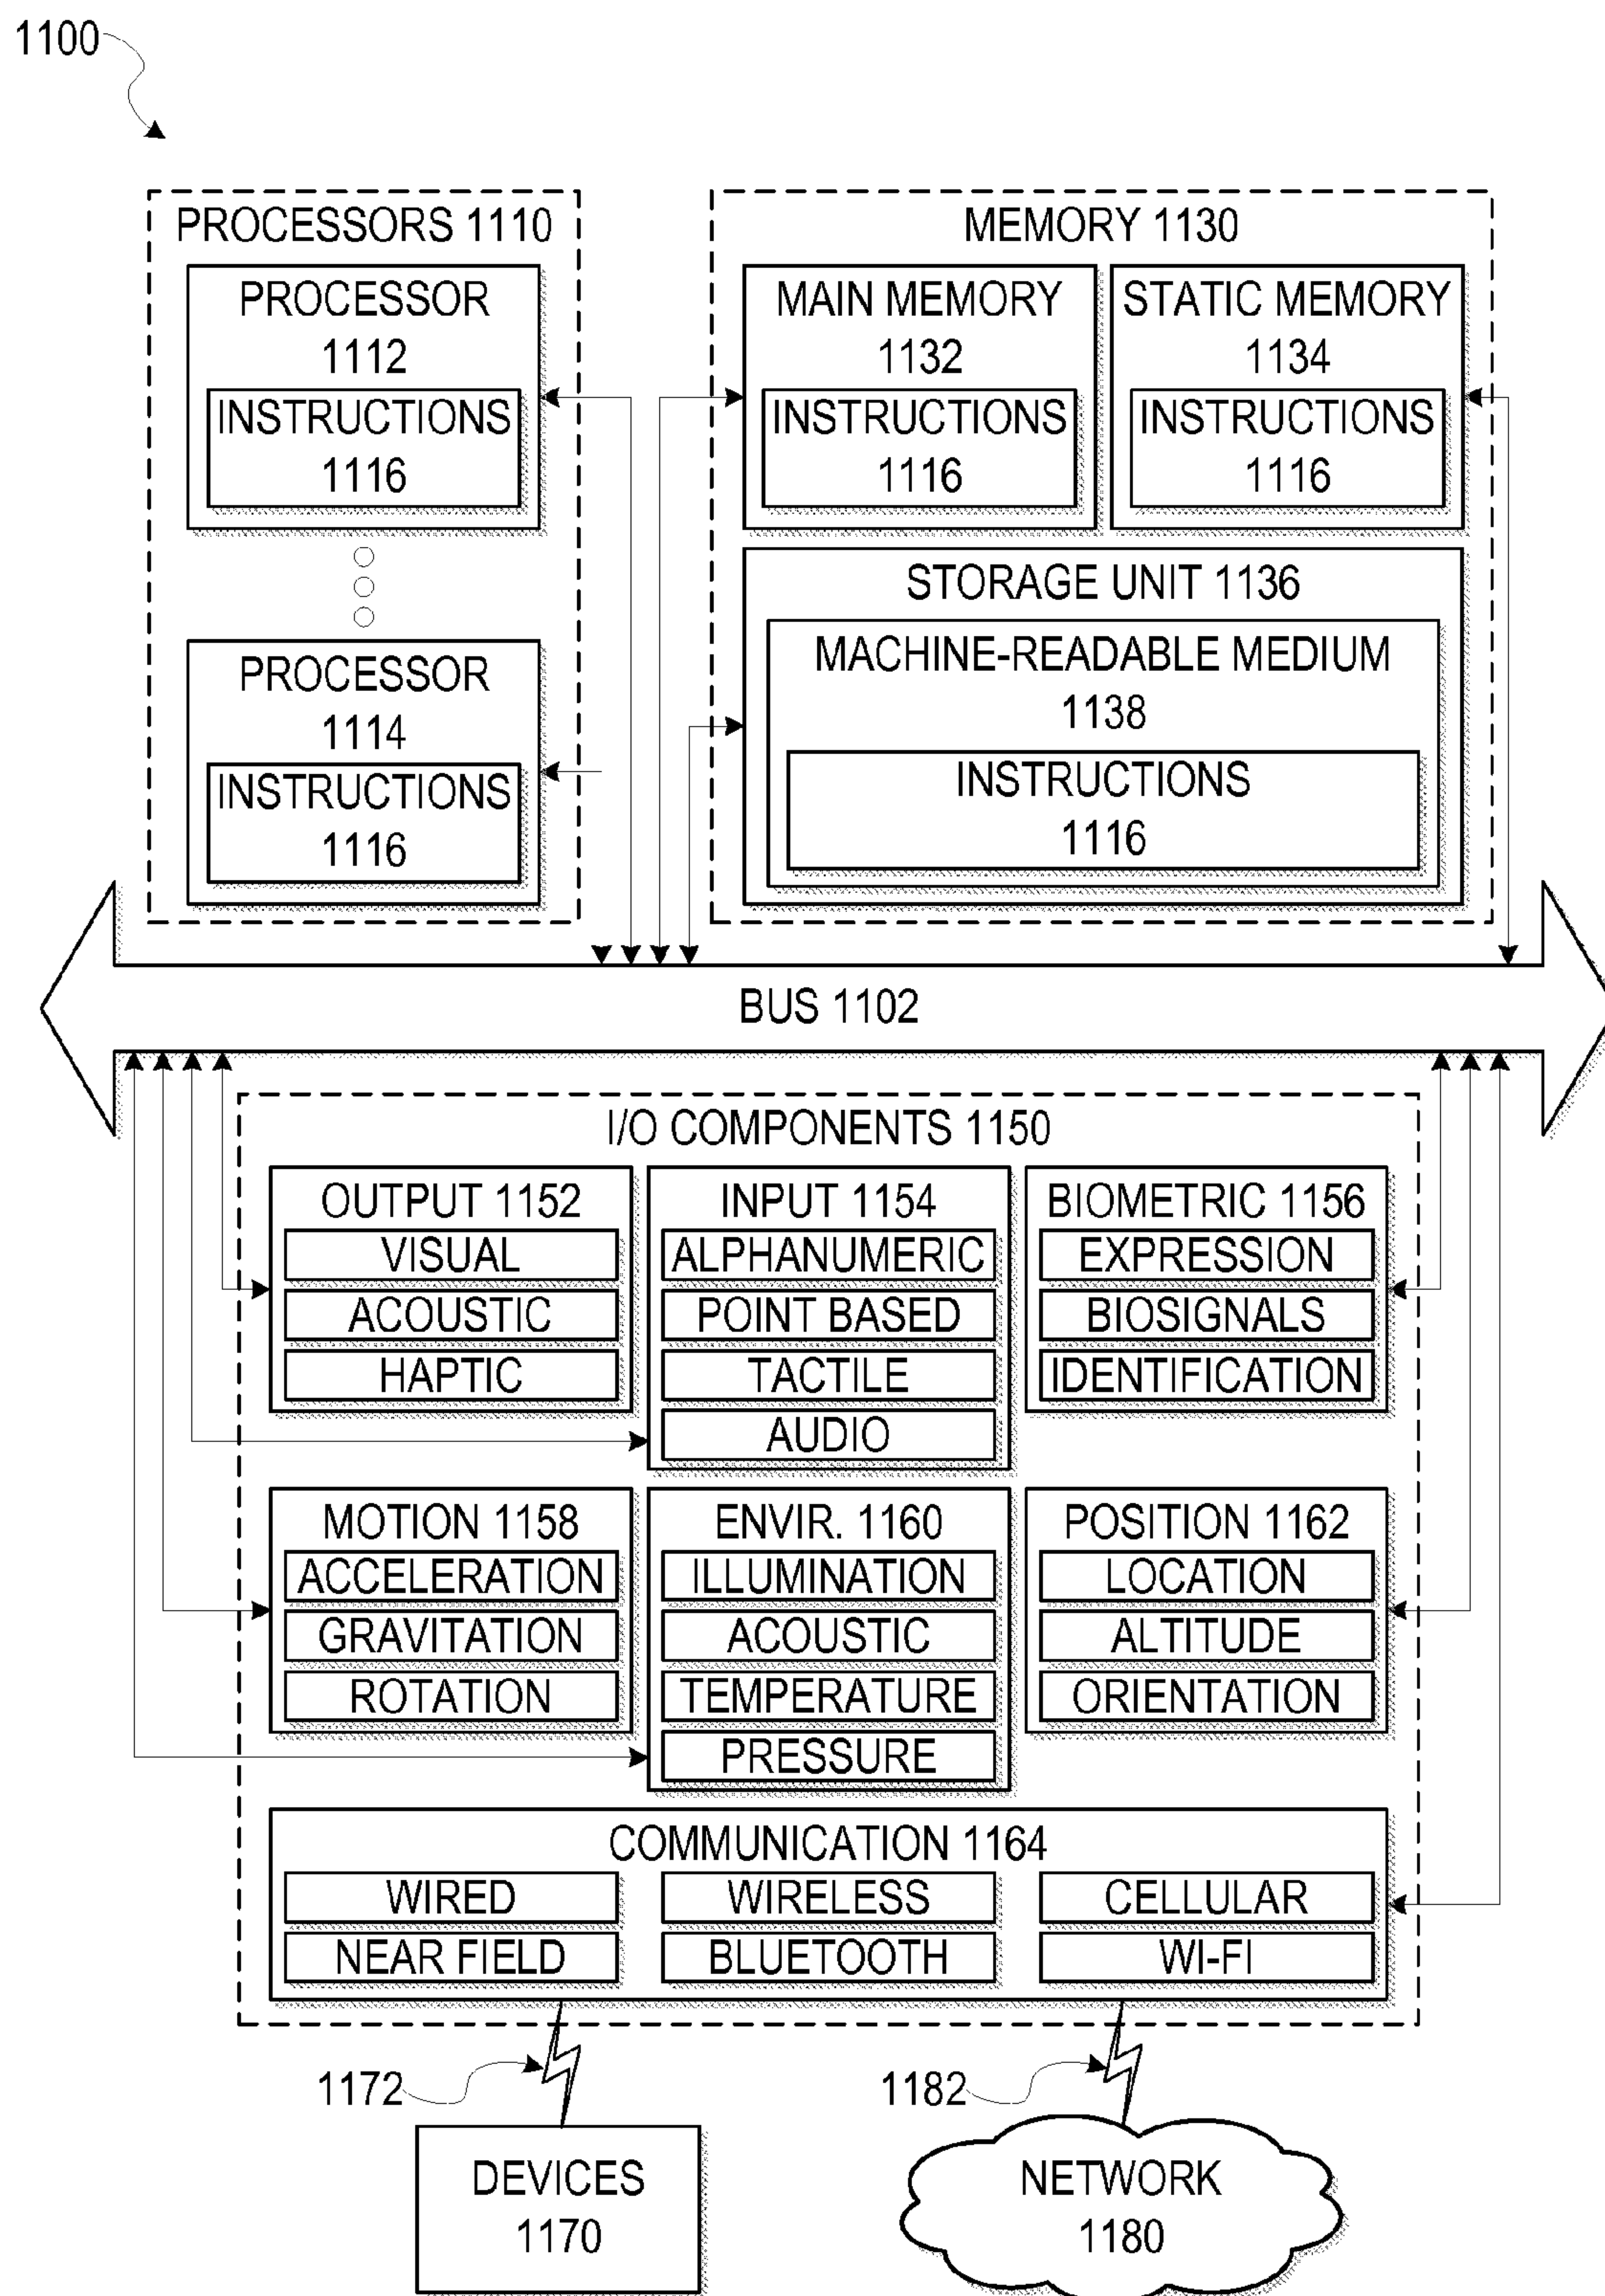 1100
PROCESSORS 1110
PROCESSOR
1112
INSTRUCTIONS
1116
PROCESSOR
1114
INSTRUCTIONS
1116
MEMORY 1130
MAIN MEMORY
1132
INSTRUCTIONS
1116
STATIC MEMORY
1134
INSTRUCTIONS
1116
STORAGE UNIT 1136
MACHINE-READABLE MEDIUM
1138
INSTRUCTIONS
1116
BUS 1102
I/O COMPONENTS 1150
OUTPUT 1152
VISUAL
ACOUSTIC
HAPTIC
INPUT 1154
ALPHANUMERIC
POINT BASED
TACTILE
AUDIO
BIOMETRIC 1156
EXPRESSION
BIOSIGNALS
IDENTIFICATION
MOTION 1158
ACCELERATION
GRAVITATION
ROTATION
ENVIR. 1160
ILLUMINATION
ACOUSTIC
TEMPERATURE
PRESSURE
POSITION 1162
LOCATION
ALTITUDE
ORIENTATION
COMMUNICATION 1164
WIRED
WIRELESS
CELLULAR
NEAR FIELD
BLUETOOTH
WI-FI
1172
1182
DEVICES
1170
NETWORK
1180